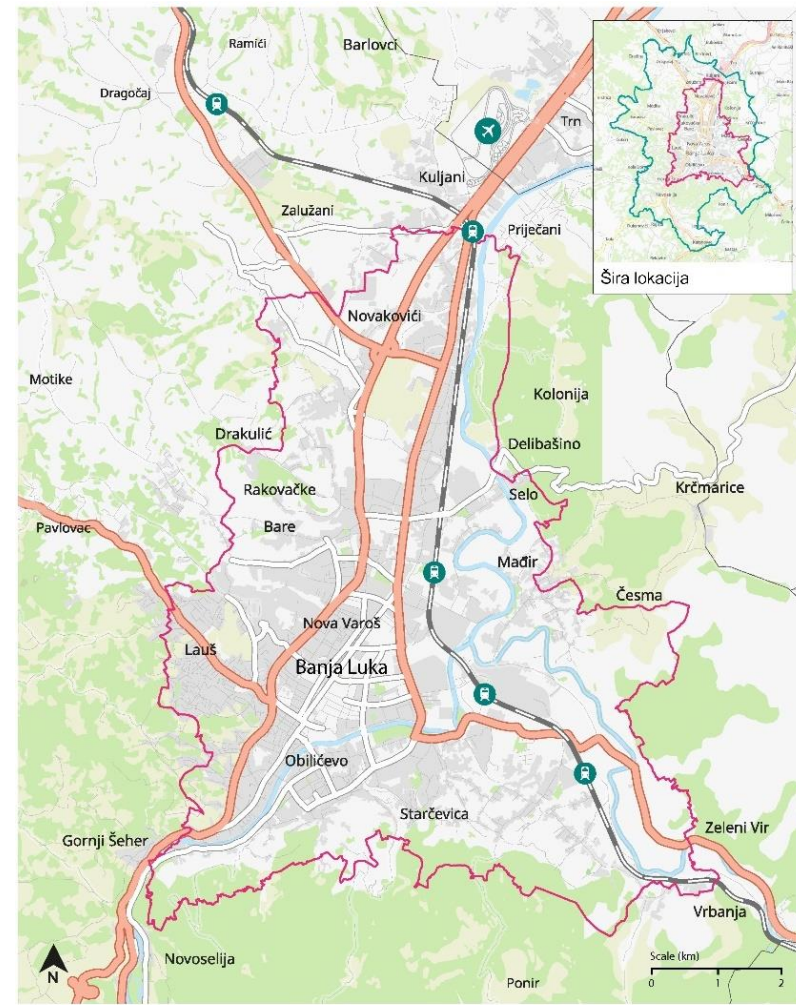 Ramići
Barlovci
Dragočaj
Trn
Kuljani
Zalužani
Priječani
Šira lokacija
Novakovići
Motike
Kolonija
Drakulić
Delibašino
Selo
Rakovačke
Bare
Krčmarice
Pavlovac
Mađir
Česma
Nova Varoš
Lauš
Banja Luka
Obilićevo
Starčevica
Gornji Šeher
Zeleni Vir
Vrbanja
Novoselija
Ponir
N
Scale (km)
0 1 2